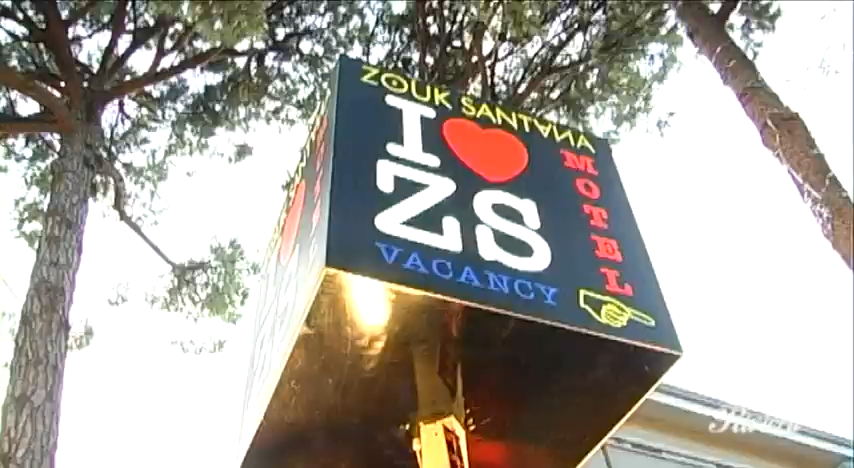 ZOUK SANTANA
I ❤
ZS
MOTEL
VACANCY